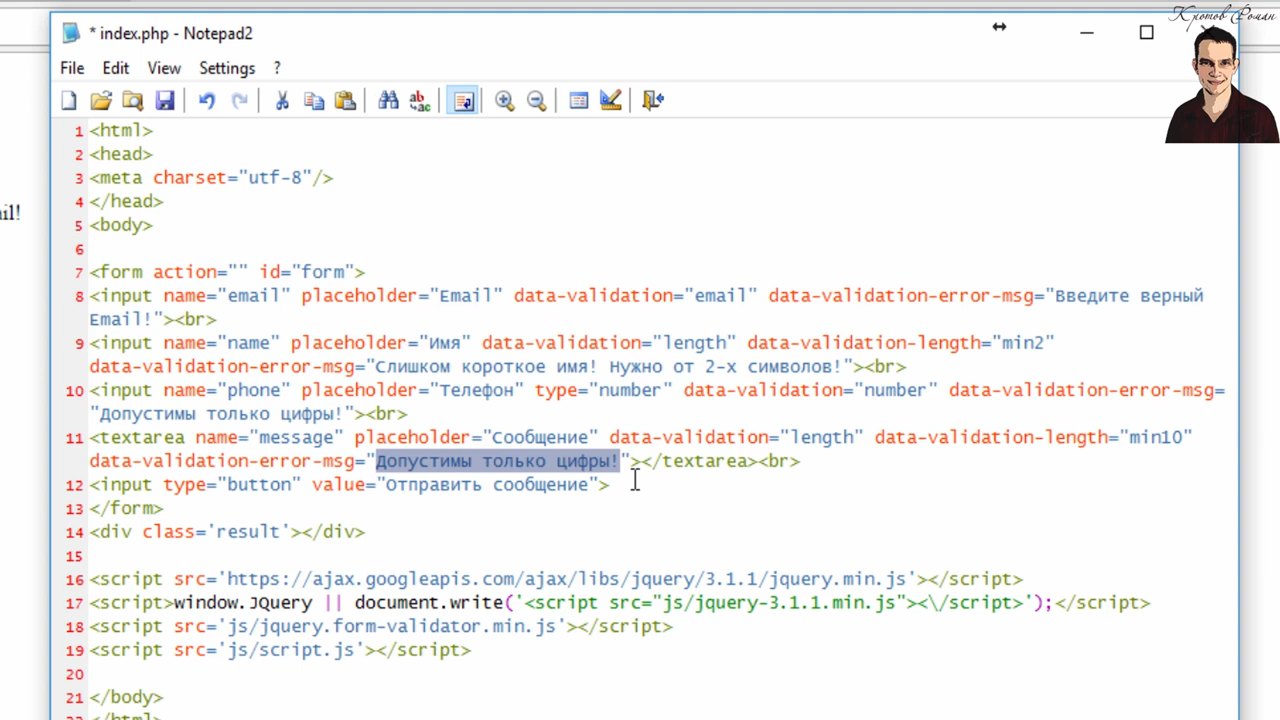 Кротов Роман
* index.php - Notepad2
File Edit View Settings ?
ail!
1 <html>
2 <head>
3 <meta charset="utf-8"/>
4 </head>
5 <body>
6
7 <form action="" id="form">
8 <input name="email" placeholder="Email" data-validation="email" data-validation-error-msg="Введите верный
Email!"><br>
9 <input name="name" placeholder="Имя" data-validation="length" data-validation-length="min2"
data-validation-error-msg="Слишком короткое имя! Нужно от 2-х символов!"><br>
10 <input name="phone" placeholder="Телефон" type="number" data-validation="number" data-validation-error-msg=
"Допустимы только цифры!"><br>
11 <textarea name="message" placeholder="Сообщение" data-validation="length" data-validation-length="min10"
data-validation-error-msg="Допустимы только цифры!"></textarea><br>
12 <input type="button" value="Отправить сообщение">
13 </form>
14 <div class='result'></div>
15
16 <script src='https://ajax.googleapis.com/ajax/libs/jquery/3.1.1/jquery.min.js'></script>
17 <script>window.JQuery || document.write('<script src="js/jquery-3.1.1.min.js"><\/script>');</script>
18 <script src='js/jquery.form-validator.min.js'></script>
19 <script src='js/script.js'></script>
20
21 </body>
22 </html>